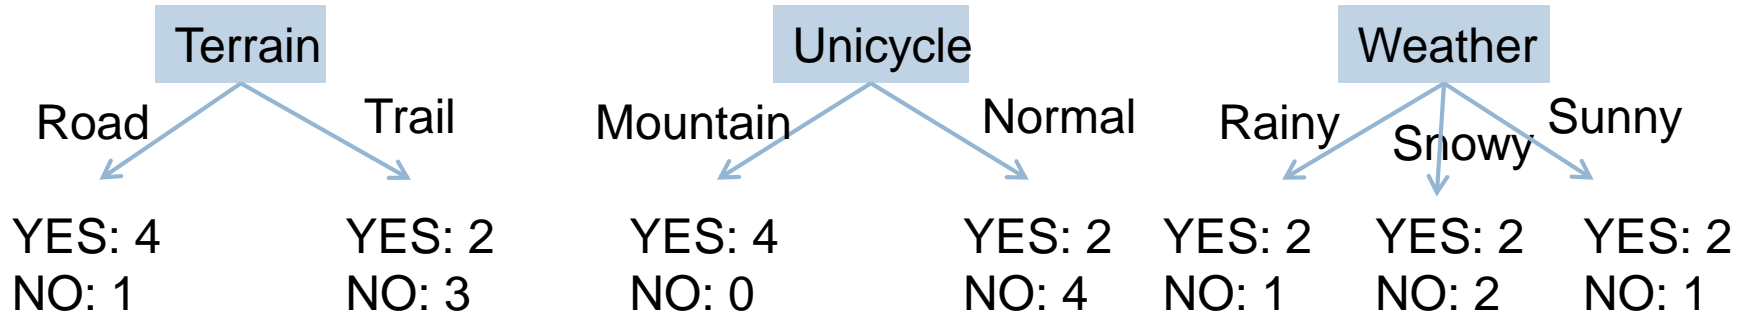 Terrain
Unicycle
Weather
Road
Trail
Mountain
Normal
Rainy
Snowy
Sunny
YES: 4
NO: 1
YES: 2
NO: 3
YES: 4
NO: 0
YES: 2
NO: 4
YES: 2
NO: 1
YES: 2
NO: 2
YES: 2
NO: 1